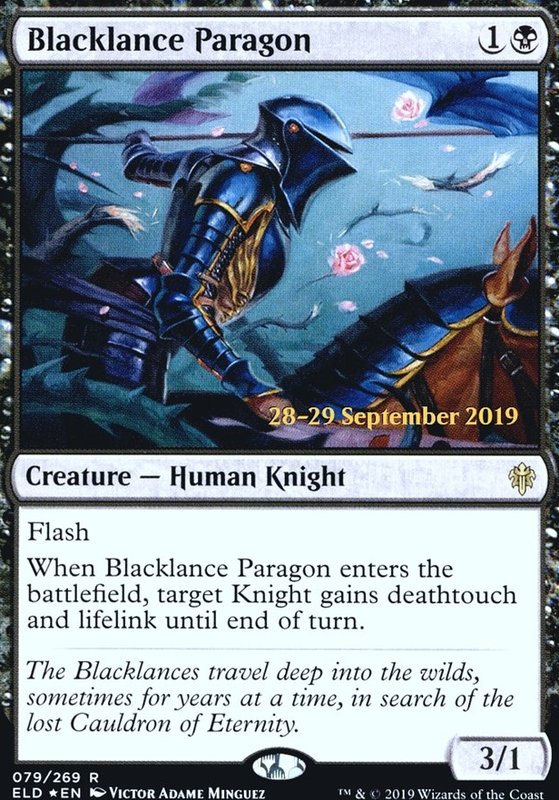 Blacklance Paragon 1
28–29 September 2019
Creature — Human Knight
Flash
When Blacklance Paragon enters the
battlefield, target Knight gains deathtouch
and lifelink until end of turn.
The Blacklances travel deep into the wilds,
sometimes for years at a time, in search of the
lost Cauldron of Eternity.
3/1
079/269 R
ELD ★ EN Victor Adame Minguez
™ & © 2019 Wizards of the Coast